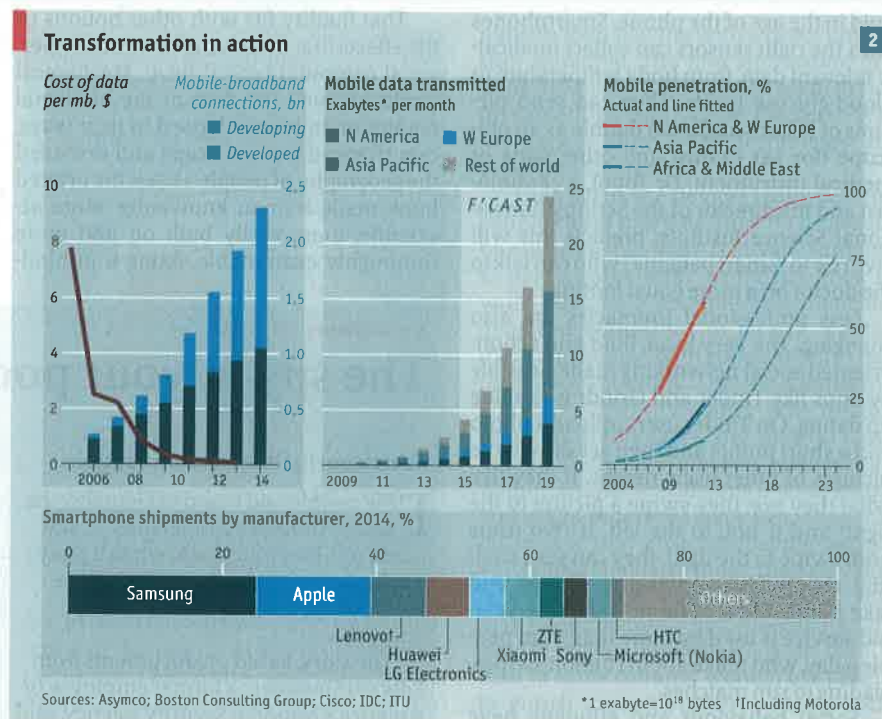 Transformation in action
2
Cost of data
per mb, $
Mobile-broadband
connections, bn
Developing
Developed
10
8
6
4
2
0
2,5
2,0
1,5
1.0
0,5
0
2006 08 10 12 14
Mobile data transmitted
Exabytes* per month
N America
W Europe
Asia Pacific
Rest of world
F'CAST
25
20
15
10
5
0
2009 11 13 15 17 19
Mobile penetration, %
Actual and line fitted
N America & W Europe
Asia Pacific
Africa & Middle East
100
75
50
25
0
2004 09 13 18 23
Smartphone shipments by manufacturer, 2014, %
0 20 40 60 80 100
Samsung
Apple
Others
Lenovo†
Huawei
LG Electronics
Xiaomi
ZTE
Sony
HTC
Microsoft (Nokia)
Sources: Asymco; Boston Consulting Group; Cisco; IDC; ITU
*1 exabyte=10¹⁸ bytes †Including Motorola